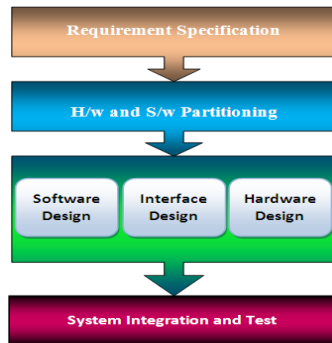 Requirement Specification
H/w and S/w Partitioning
Software
Design
Interface
Design
Hardware
Design
System Integration and Test